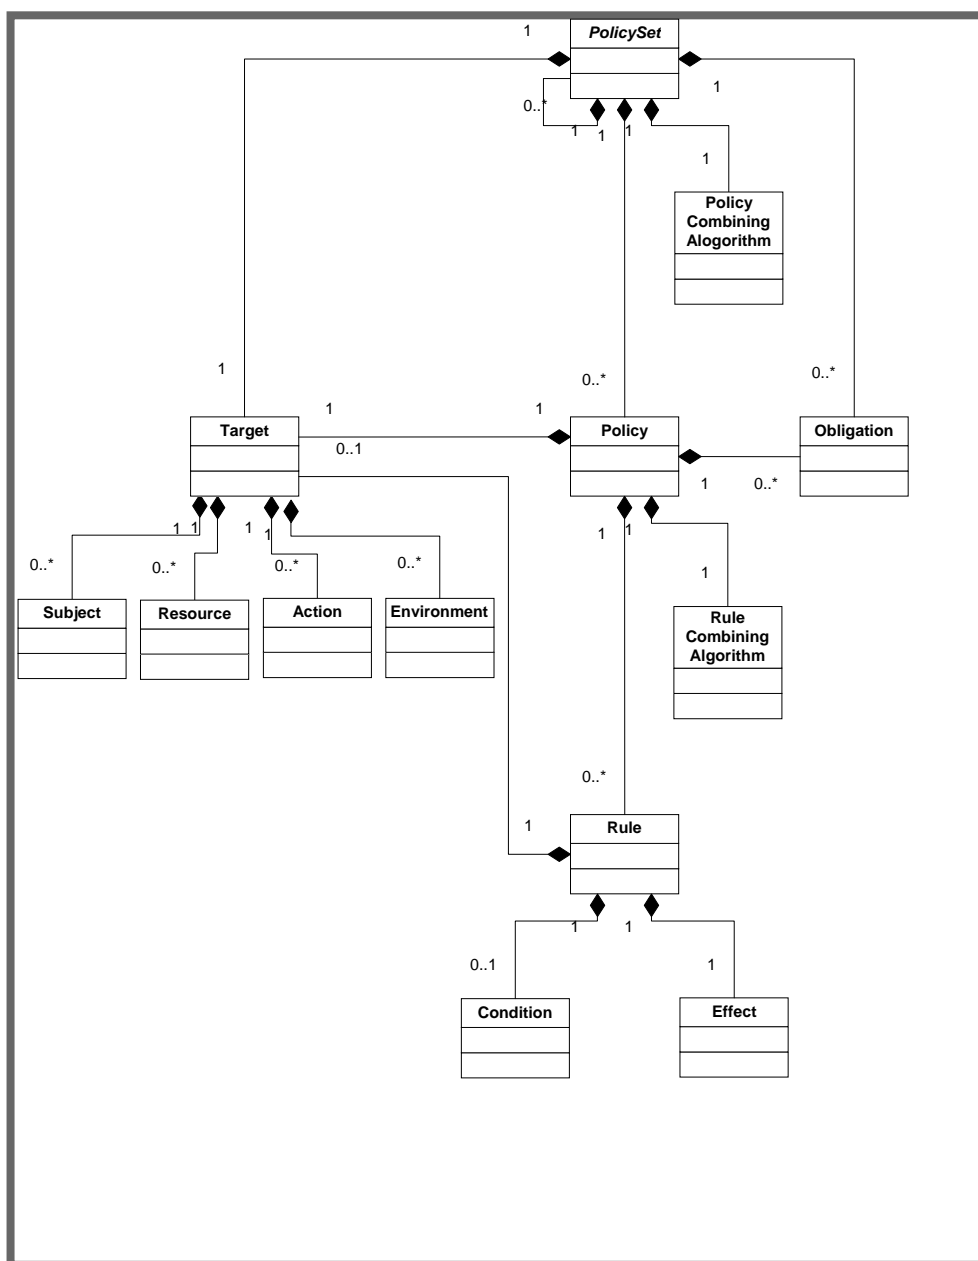 1
PolicySet
1
0..*
1
1
1
1
Policy
Combining
Alogorithm
1
0..*
0..*
1
1
Target
Policy
Obligation
0..1
1
0..*
1
1
1
1
1
1
0..*
0..*
0..*
0..*
1
Subject
Resource
Action
Environment
Rule
Combining
Algorithm
0..*
1
Rule
1
1
0..1
1
Condition
Effect